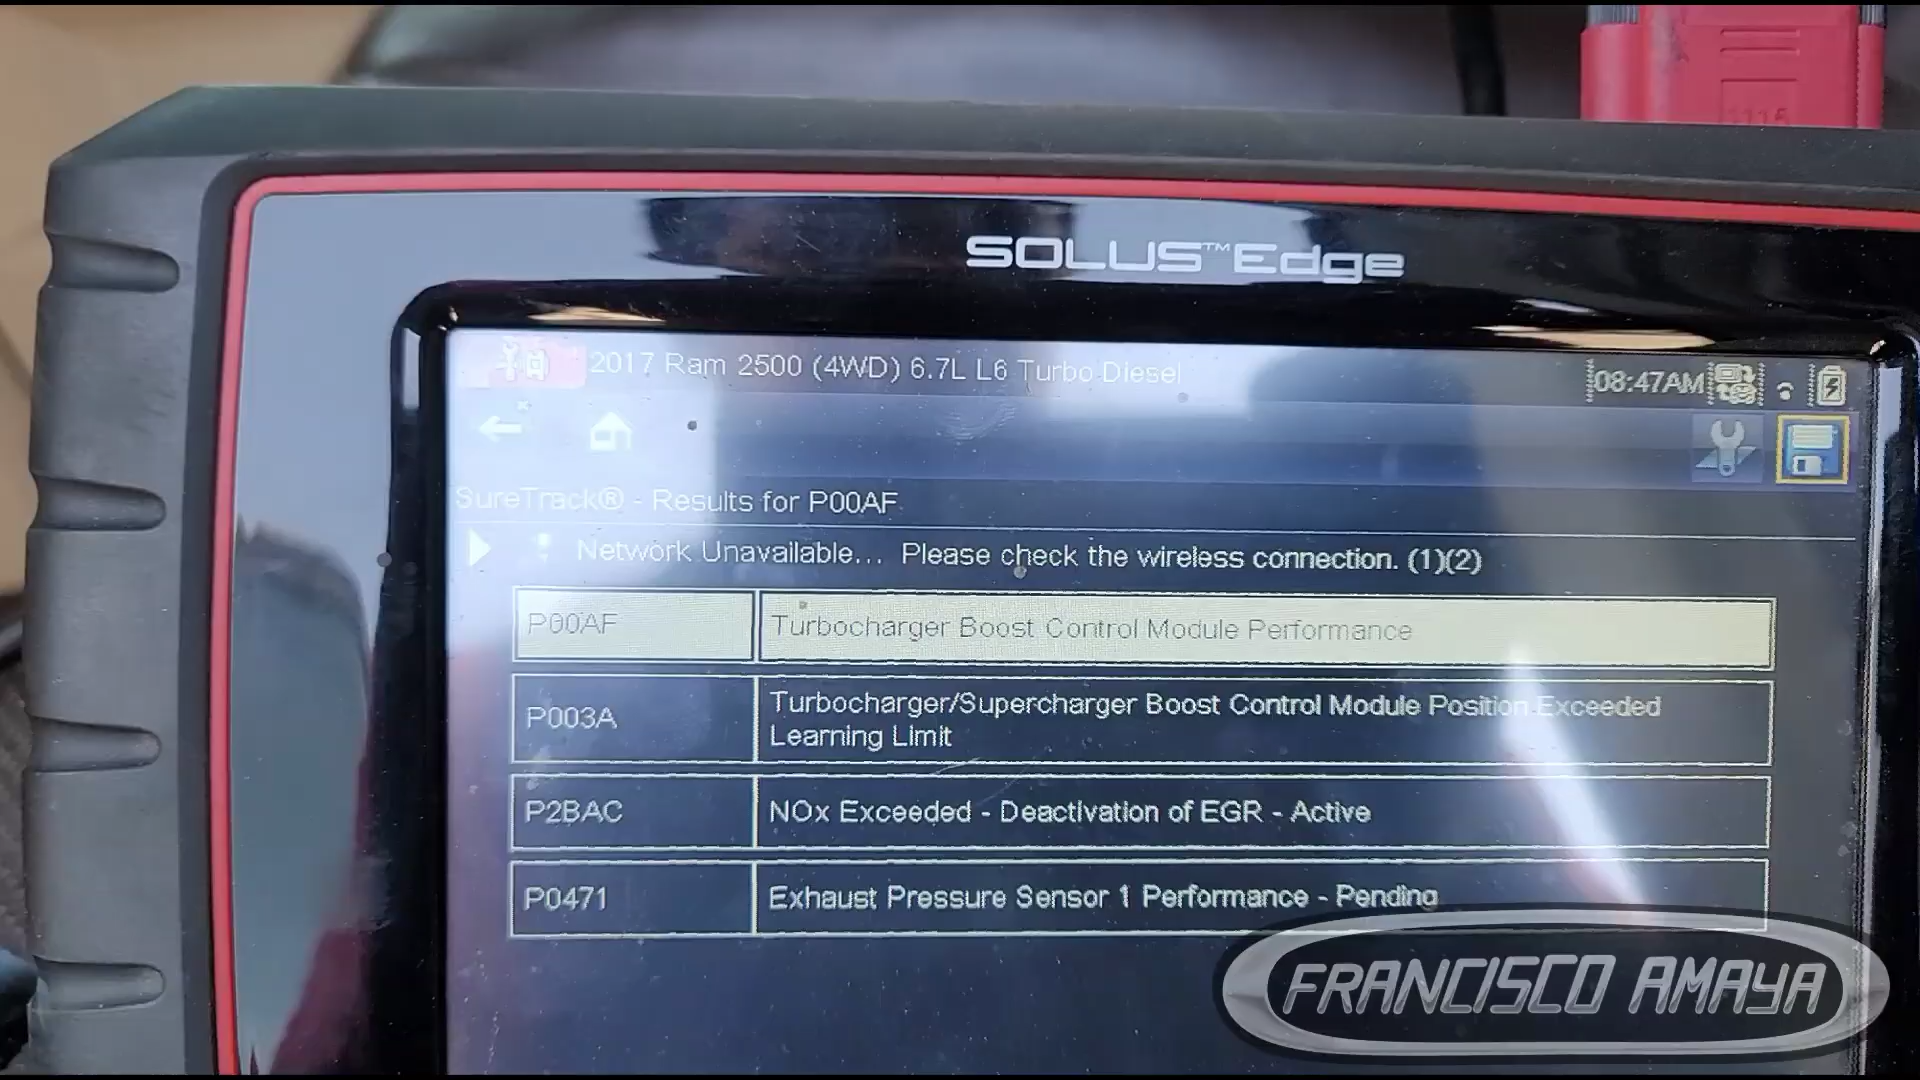 SOLUS™ Edge
2017 Ram 2500 (4WD) 6.7L L6 Turbo Diesel
08:47AM
SureTrack® - Results for P00AF
Network Unavailable... Please check the wireless connection. (1)(2)
P00AF Turbocharger Boost Control Module Performance
P003A Turbocharger/Supercharger Boost Control Module Position Exceeded
Learning Limit
P2BAC NOx Exceeded - Deactivation of EGR - Active
P0471 Exhaust Pressure Sensor 1 Performance - Pending
FRANCISCO AMAYA